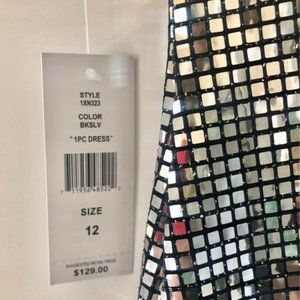 STYLE
1XN323
COLOR
BKSLV
"1PC DRESS"
SIZE
12
SUGGESTED RETAIL PRICE
$129.00